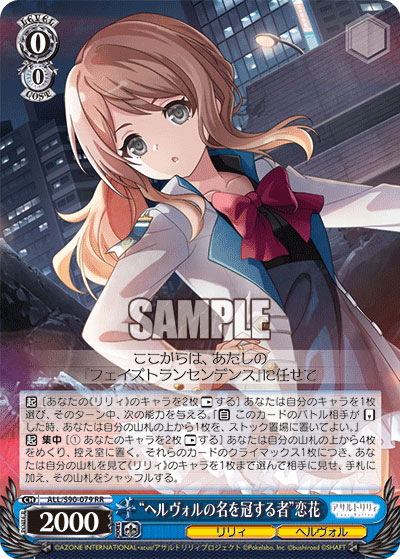 LEVEL
0
0
COST
SAMPLE
ここからは、あたしの
『フェイズトランセンデンス』に任せて
起［あなたの《リリィ》のキャラを2枚レストする］ あなたは自分のキャラを1枚
選び、そのターン中、次の能力を与える。『自 このカードのバトル相手がリバース
した時、あなたは自分の山札の上から1枚を、ストック置場に置いてよい。』
起 集中 ［① あなたのキャラを2枚レストする］ あなたは自分の山札の上から4枚
をめくり、控え室に置く。それらのカードのクライマックス1枚につき、あな
たは自分の山札を見て《リリィ》のキャラを1枚まで選んで相手に見せ、手札に
加え、その山札をシャッフルする。
CH ALL/S90-079 RR
POWER
2000
“ヘルヴォルの名を冠する者”恋花
アサルトリリィ
リリィ
ヘルヴォル
©AZONE INTERNATIONAL・acus/アサルトリリィプロジェクト ©Pokelabo, Inc. ©bushiroad ©SHAFT